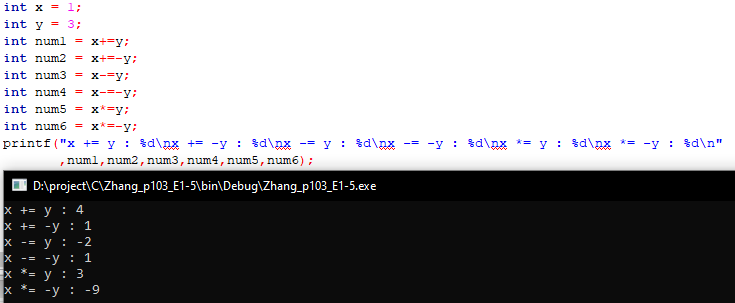 int x = 1;
int y = 3;
int num1 = x+=y;
int num2 = x+=-y;
int num3 = x-=y;
int num4 = x-=-y;
int num5 = x*=y;
int num6 = x*=-y;
printf("x += y : %d\nx += -y : %d\nx -= y : %d\nx -= -y : %d\nx *= y : %d\nx *= -y : %d\n"
,num1,num2,num3,num4,num5,num6);
D:\project\C\Zhang_p103_E1-5\bin\Debug\Zhang_p103_E1-5.exe
x += y : 4
x += -y : 1
x -= y : -2
x -= -y : 1
x *= y : 3
x *= -y : -9